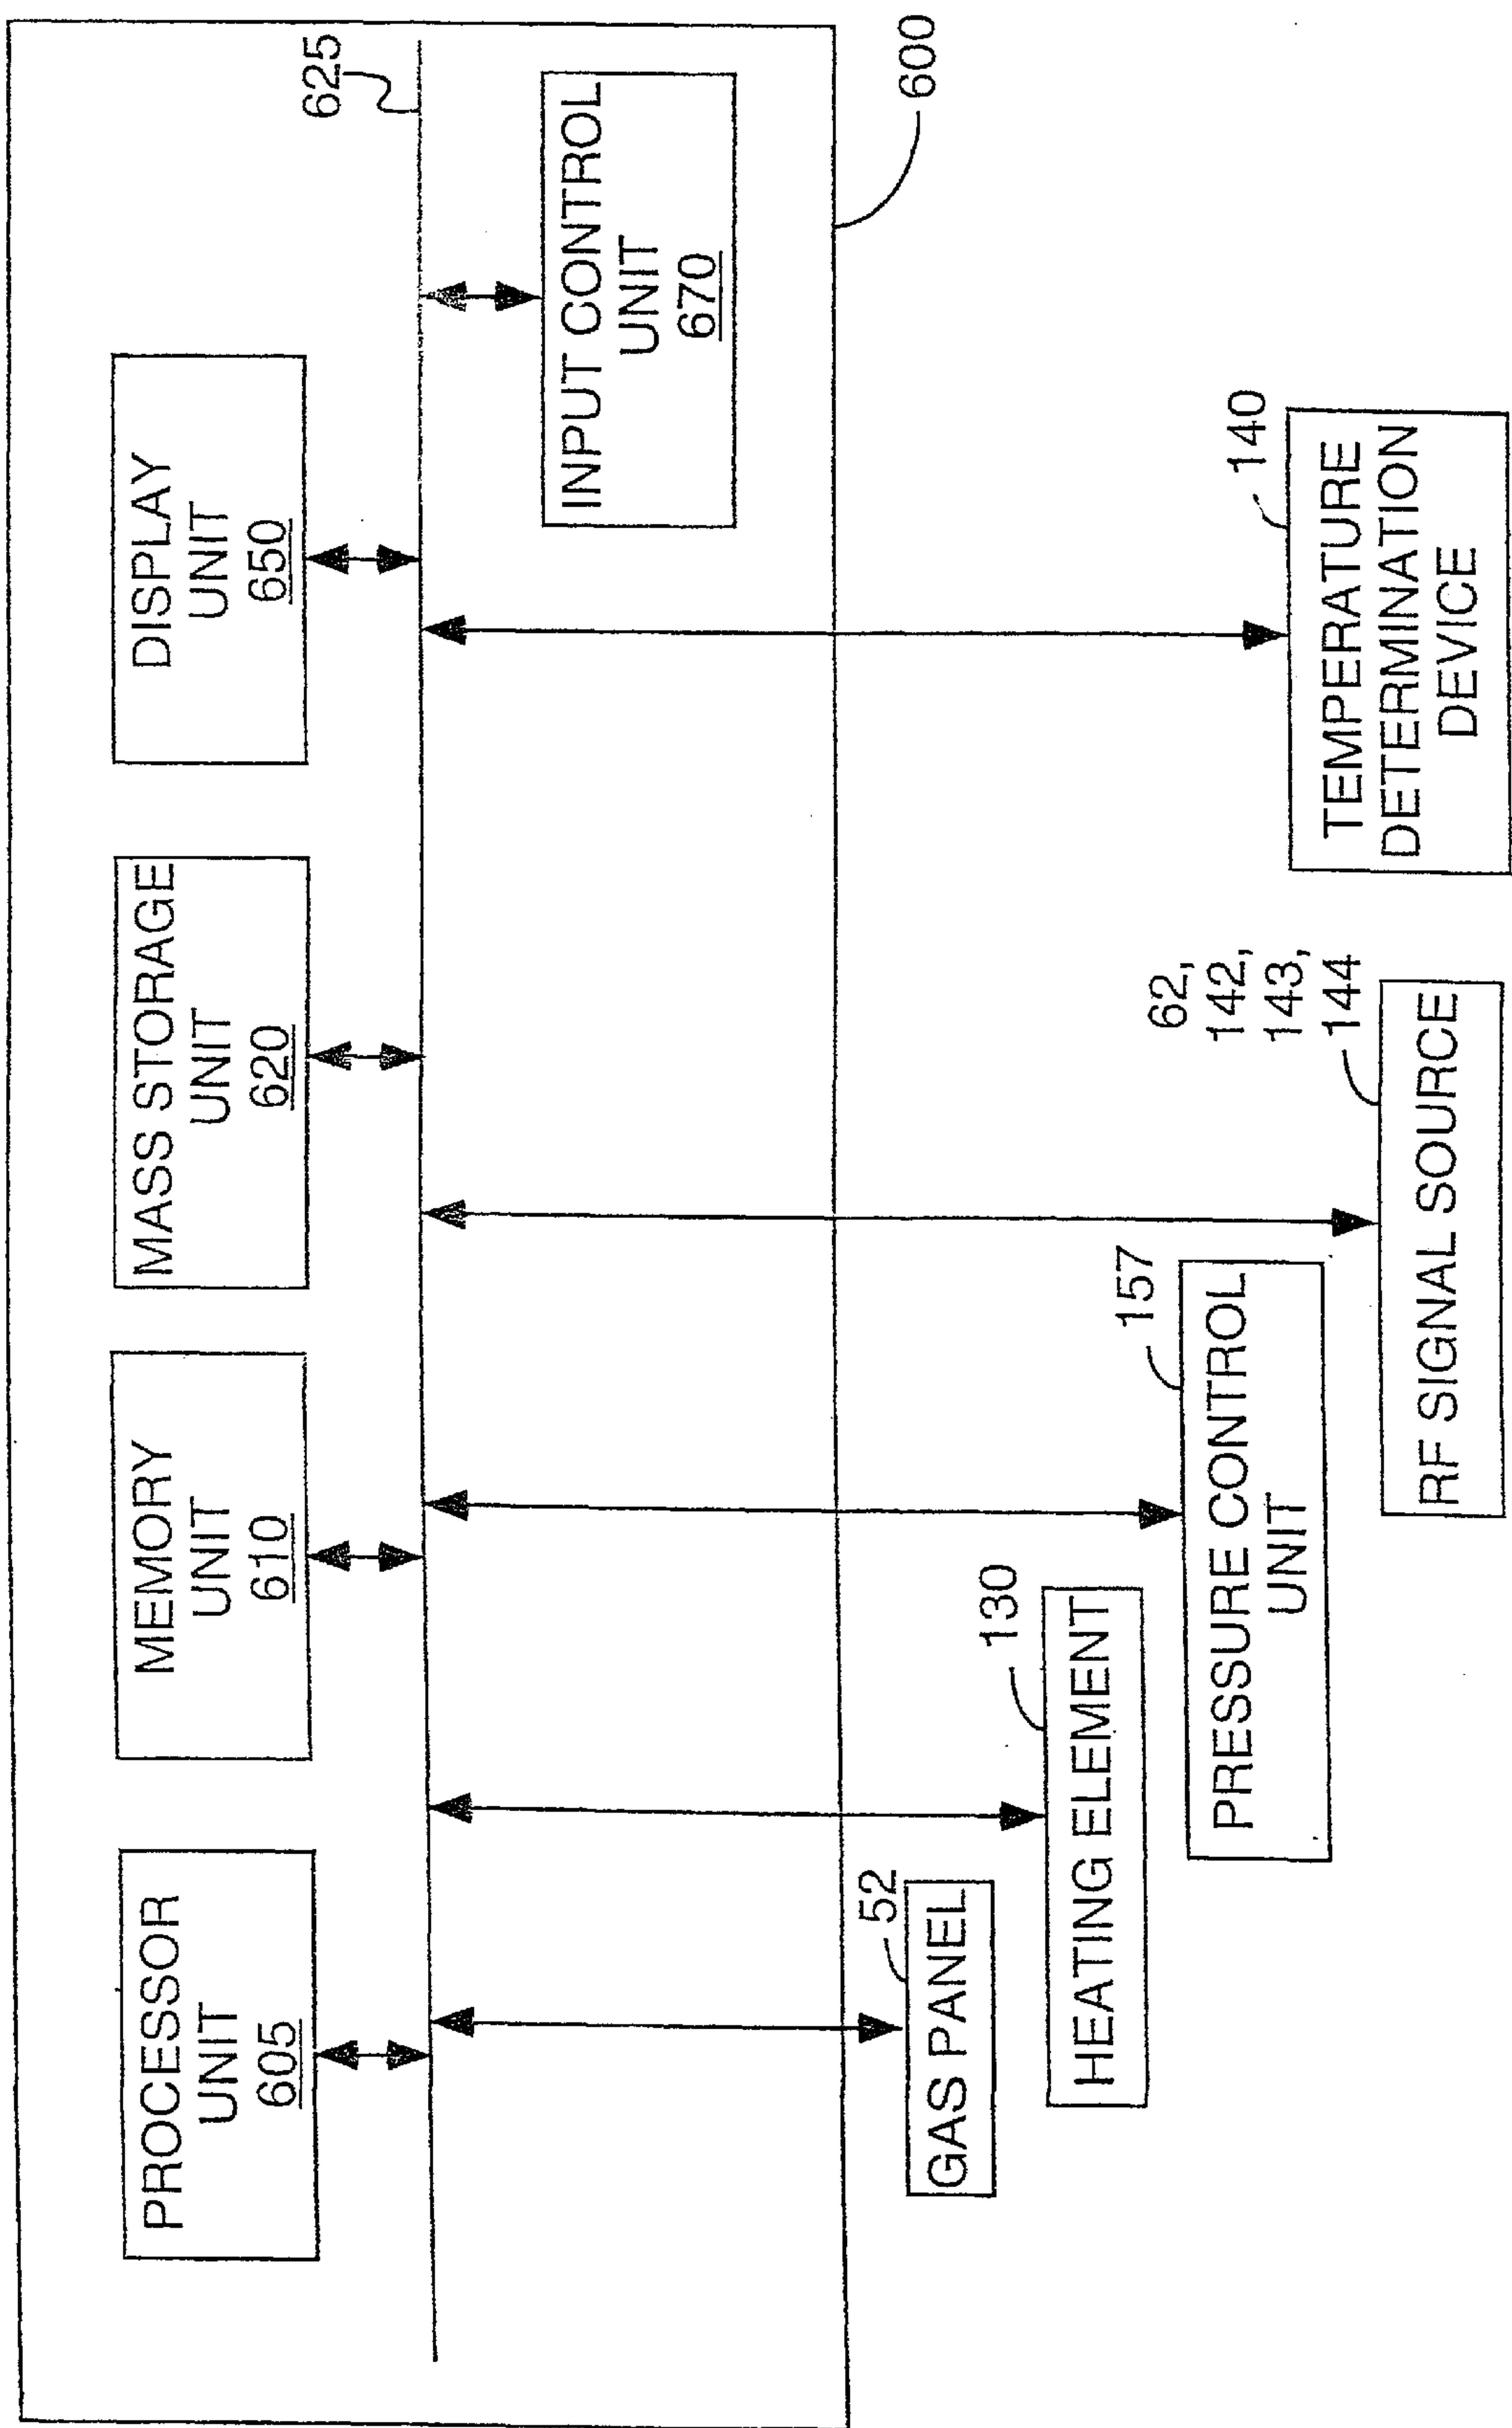 PROCESSOR
UNIT
605
MEMORY
UNIT
610
MASS STORAGE
UNIT
620
DISPLAY
UNIT
650
625
INPUT CONTROL
UNIT
670
600
52
GAS PANEL
130
HEATING ELEMENT
157
PRESSURE CONTROL
UNIT
62,
142,
143,
144
RF SIGNAL SOURCE
140
TEMPERATURE
DETERMINATION
DEVICE